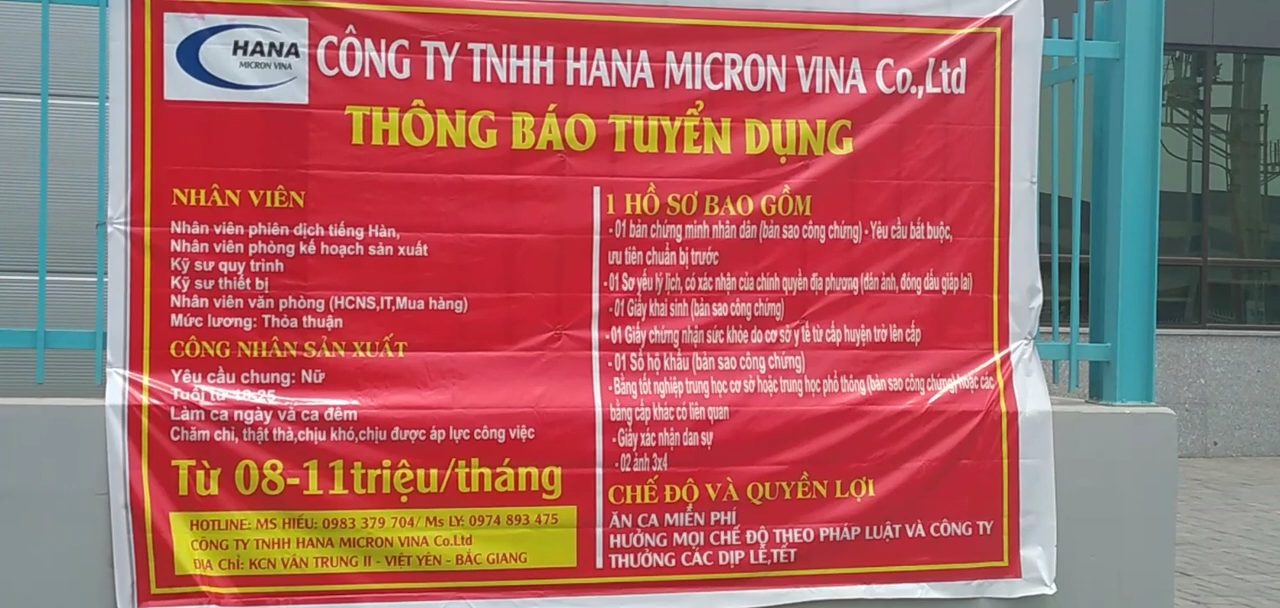 HANA
MICRON VINA
CÔNG TY TNHH HANA MICRON VINA Co.,Ltd
THÔNG BÁO TUYỂN DỤNG
NHÂN VIÊN
Nhân viên phiên dịch tiếng Hàn,
Nhân viên phòng kế hoạch sản xuất
Kỹ sư quy trình
Kỹ sư thiết bị
Nhân viên văn phòng (HCNS,IT,Mua hàng)
Mức lương: Thỏa thuận
CÔNG NHÂN SẢN XUẤT
Yêu cầu chung: Nữ
Tuổi từ 18-25
Làm ca ngày và ca đêm
Chăm chỉ, thật thà,chịu khó,chịu được áp lực công việc
Từ 08-11triệu/tháng
HOTLINE: MS HIẾU: 0983 379 704/ Ms LY: 0974 893 475
CÔNG TY TNHH HANA MICRON VINA Co.Ltd
ĐỊA CHỈ: KCN VÂN TRUNG II - VIỆT YÊN - BẮC GIANG
1 HỒ SƠ BAO GỒM
- 01 bản chứng minh nhân dân (bản sao công chứng) - Yêu cầu bắt buộc,
ưu tiên chuẩn bị trước
- 01 Sơ yếu lý lịch, có xác nhận của chính quyền địa phương (dán ảnh, đóng dấu giáp lai)
- 01 Giấy khai sinh (bản sao công chứng)
- 01 Giấy chứng nhận sức khỏe do cơ sở y tế từ cấp huyện trở lên cấp
- 01 Sổ hộ khẩu (bản sao công chứng)
- Bằng tốt nghiệp trung học cơ sở hoặc trung học phổ thông (bản sao công chứng) hoặc các
bằng cấp khác có liên quan
- Giấy xác nhận dan sự
- 02 ảnh 3x4
CHẾ ĐỘ VÀ QUYỀN LỢI
ĂN CA MIỄN PHÍ
HƯỞNG MỌI CHẾ ĐỘ THEO PHÁP LUẬT VÀ CÔNG TY
THƯỞNG CÁC DỊP LỄ,TẾT